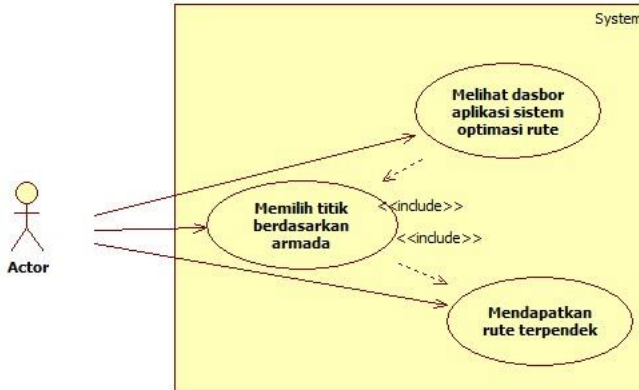 System
Melihat dasbor
aplikasi sistem
optimasi rute
Memilih titik
berdasarkan
armada
<<include>>
<<include>>
Actor
Mendapatkan
rute terpendek